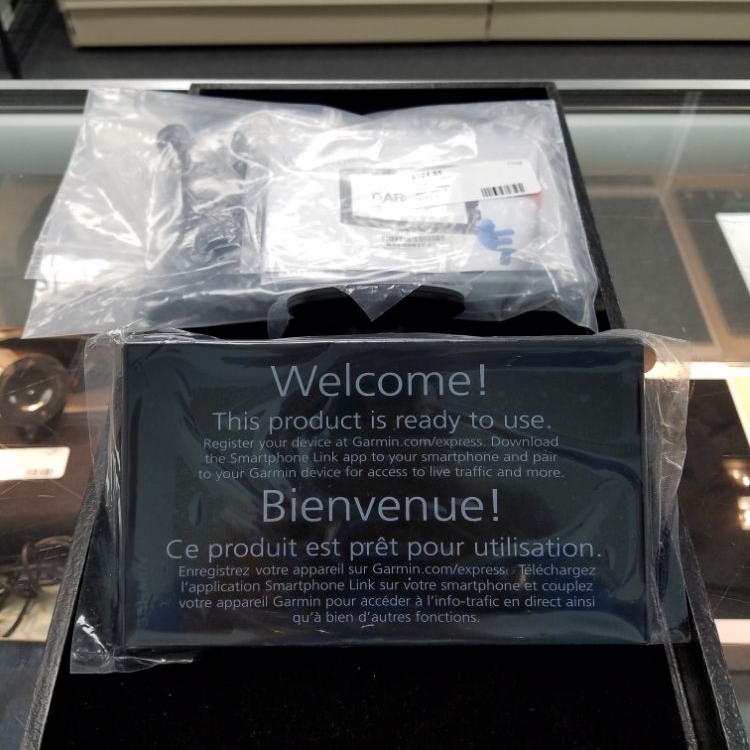 GAR
Welcome!
This product is ready to use.
Register your device at Garmin.com/express. Download
the Smartphone Link app to your smartphone and pair
to your Garmin device for access to live traffic and more.
Bienvenue!
Ce produit est prêt pour utilisation.
Enregistrez votre appareil sur Garmin.com/express. Téléchargez
l'application Smartphone Link sur votre smartphone et couplez
votre appareil Garmin pour accéder à l'info-trafic en direct ainsi
qu'à bien d'autres fonctions.